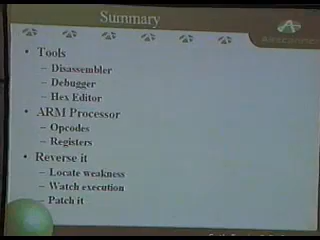 Summary
• Tools
– Disassembler
– Debugger
– Hex Editor
• ARM Processor
– Opcodes
– Registers
• Reverse it
– Locate weakness
– Watch execution
– Patch it